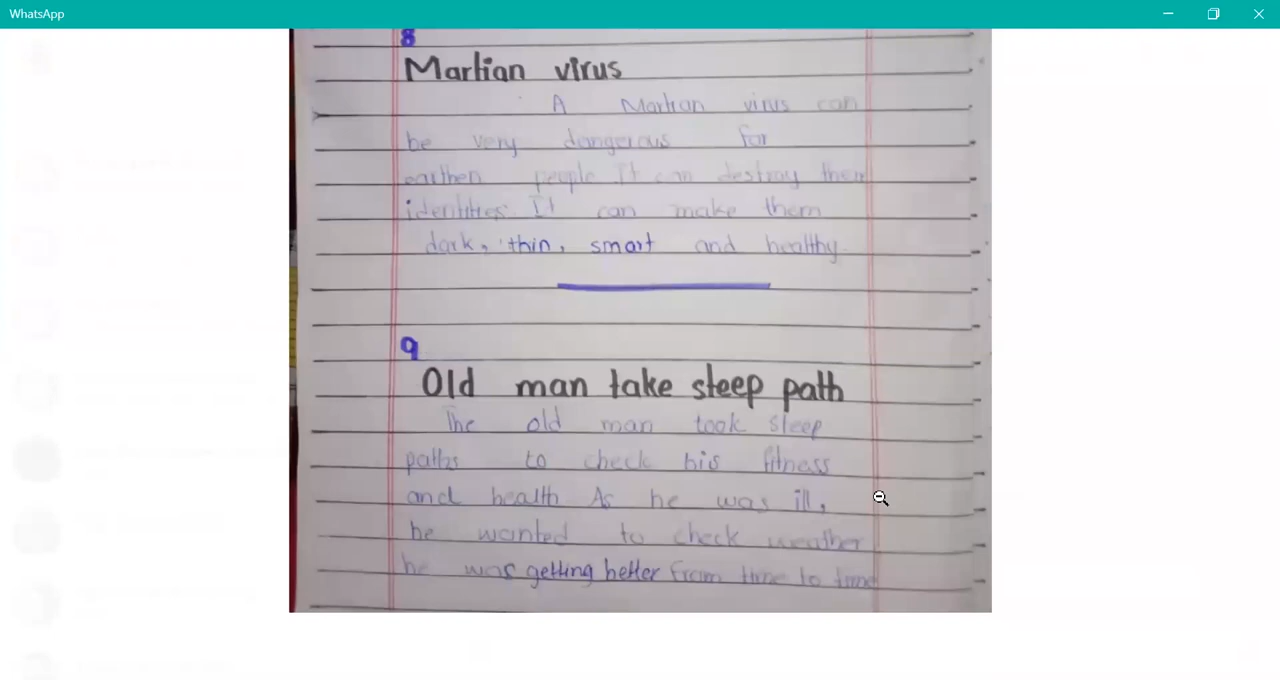 WhatsApp
8
Martian virus
A Martian virus can
be very dangerous for
earthen people It can destroy their
identities. It can make them
dark, thin, smart and healthy.
9
Old man take steep path
The old man took steep
paths to check his fitness
and health As he was ill,
he wanted to check weather
he was getting better from time to time